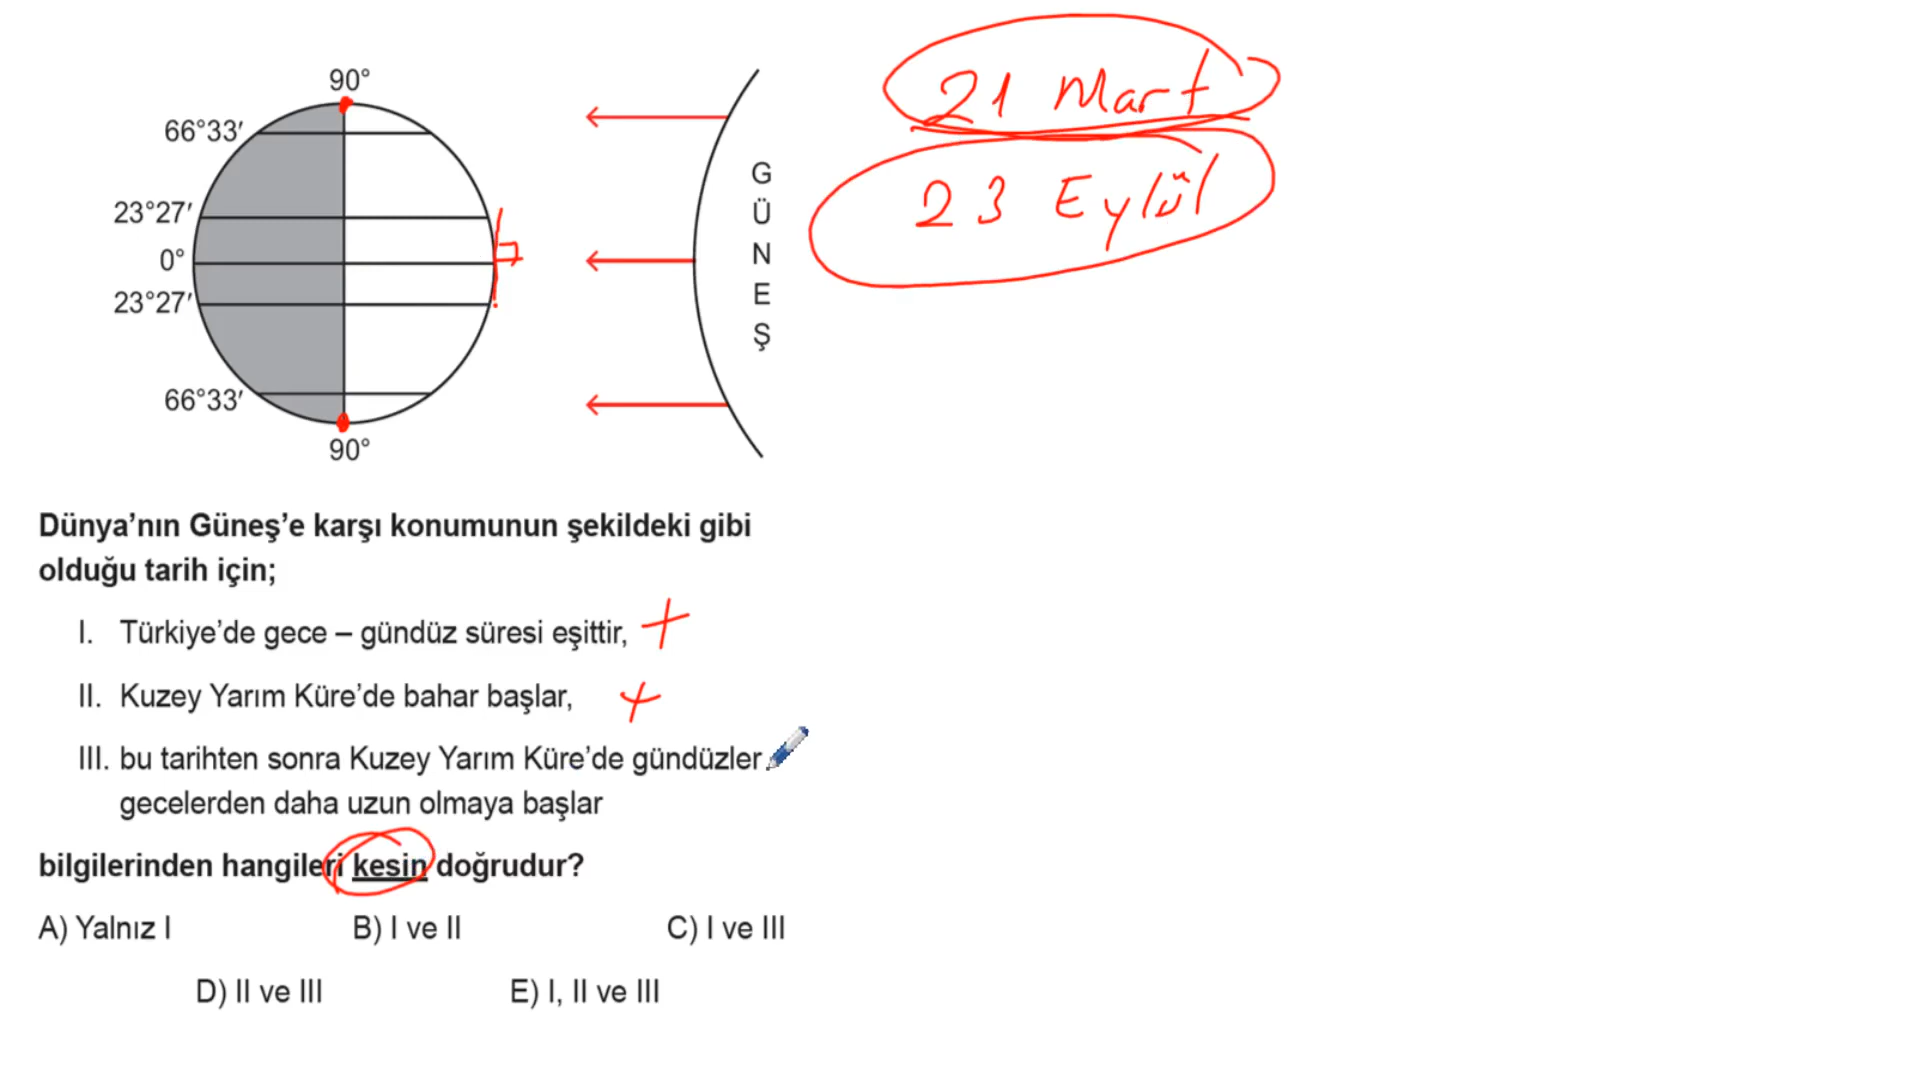 90°
66°33′
23°27′
0°
23°27′
66°33′
90°
GÜNEŞ
21 Mart
23 Eylül
Dünya’nın Güneş’e karşı konumunun şekildeki gibi
olduğu tarih için;
I. Türkiye’de gece – gündüz süresi eşittir, +
II. Kuzey Yarım Küre’de bahar başlar, +
III. bu tarihten sonra Kuzey Yarım Küre’de gündüzler
gecelerden daha uzun olmaya başlar
bilgilerinden hangileri kesin doğrudur?
A) Yalnız I B) I ve II C) I ve III
D) II ve III E) I, II ve III